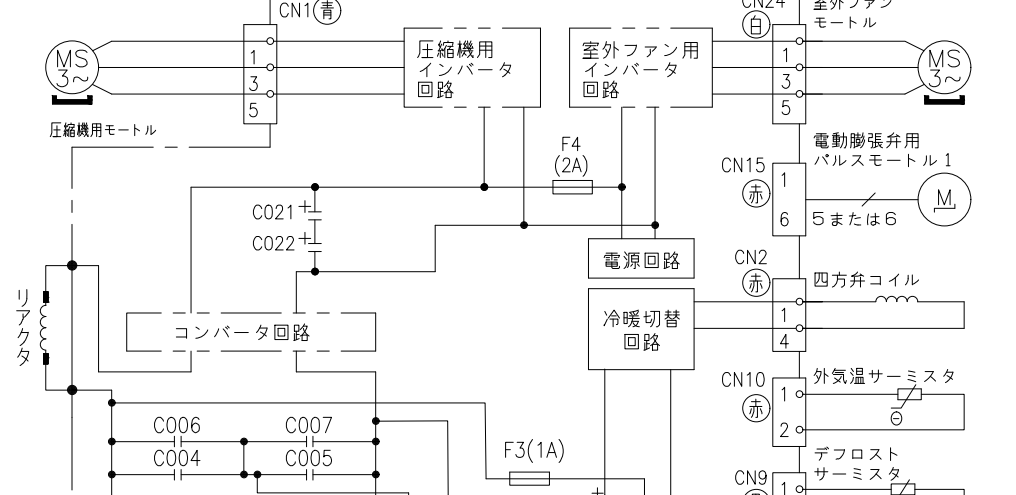 CN1 青
CN24
白
室外ファン
モートル
MS
3～
1
3
5
圧縮機用
インバータ
回路
室外ファン用
インバータ
回路
1
3
5
MS
3～
圧縮機用モートル
F4
(2A)
電動膨張弁用
パルスモートル1
CN15
赤
1
6
M
5または6
C021 +
C022 +
電源回路
CN2
赤
四方弁コイル
1
4
リアクタ
コンバータ回路
冷暖切替
回路
CN10
赤
外気温サーミスタ
1
2
θ
C006
C007
C004
C005
F3(1A)
デフロスト
サーミスタ
CN9
1
+